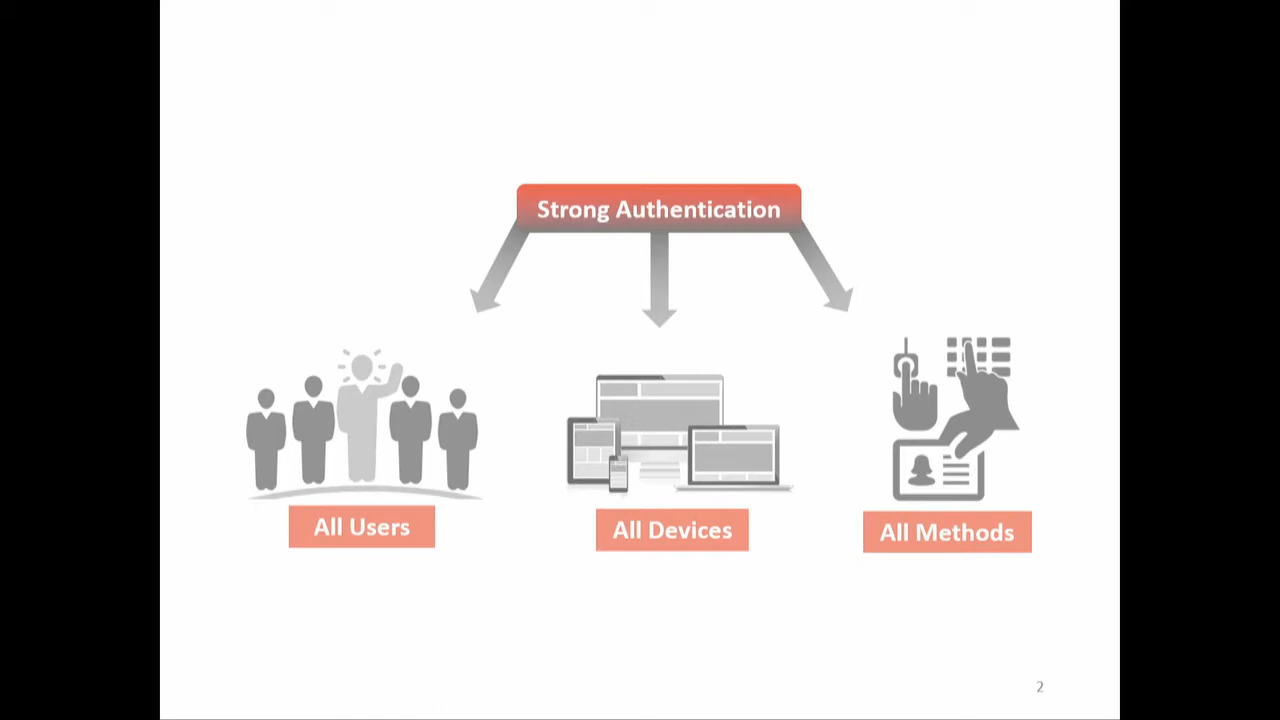 Strong Authentication
All Users
All Devices
All Methods
2